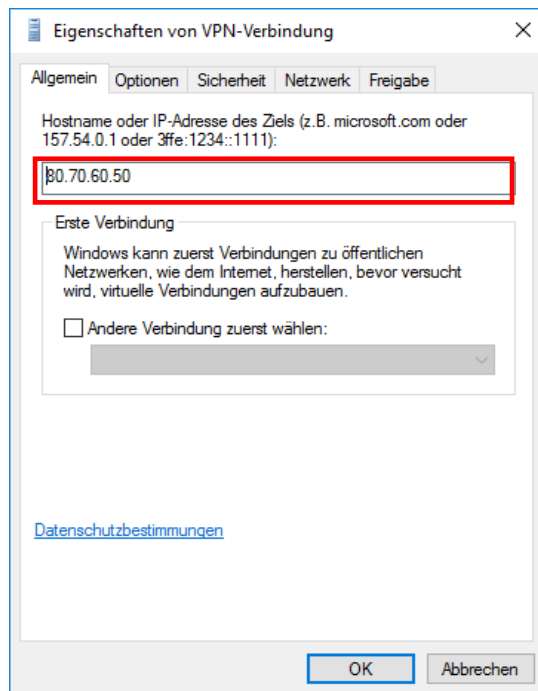 Eigenschaften von VPN-Verbindung
Allgemein Optionen Sicherheit Netzwerk Freigabe
Hostname oder IP-Adresse des Ziels (z.B. microsoft.com oder
157.54.0.1 oder 3ffe:1234::1111):
80.70.60.50
Erste Verbindung
Windows kann zuerst Verbindungen zu öffentlichen
Netzwerken, wie dem Internet, herstellen, bevor versucht
wird, virtuelle Verbindungen aufzubauen.
Andere Verbindung zuerst wählen:
Datenschutzbestimmungen
OK Abbrechen